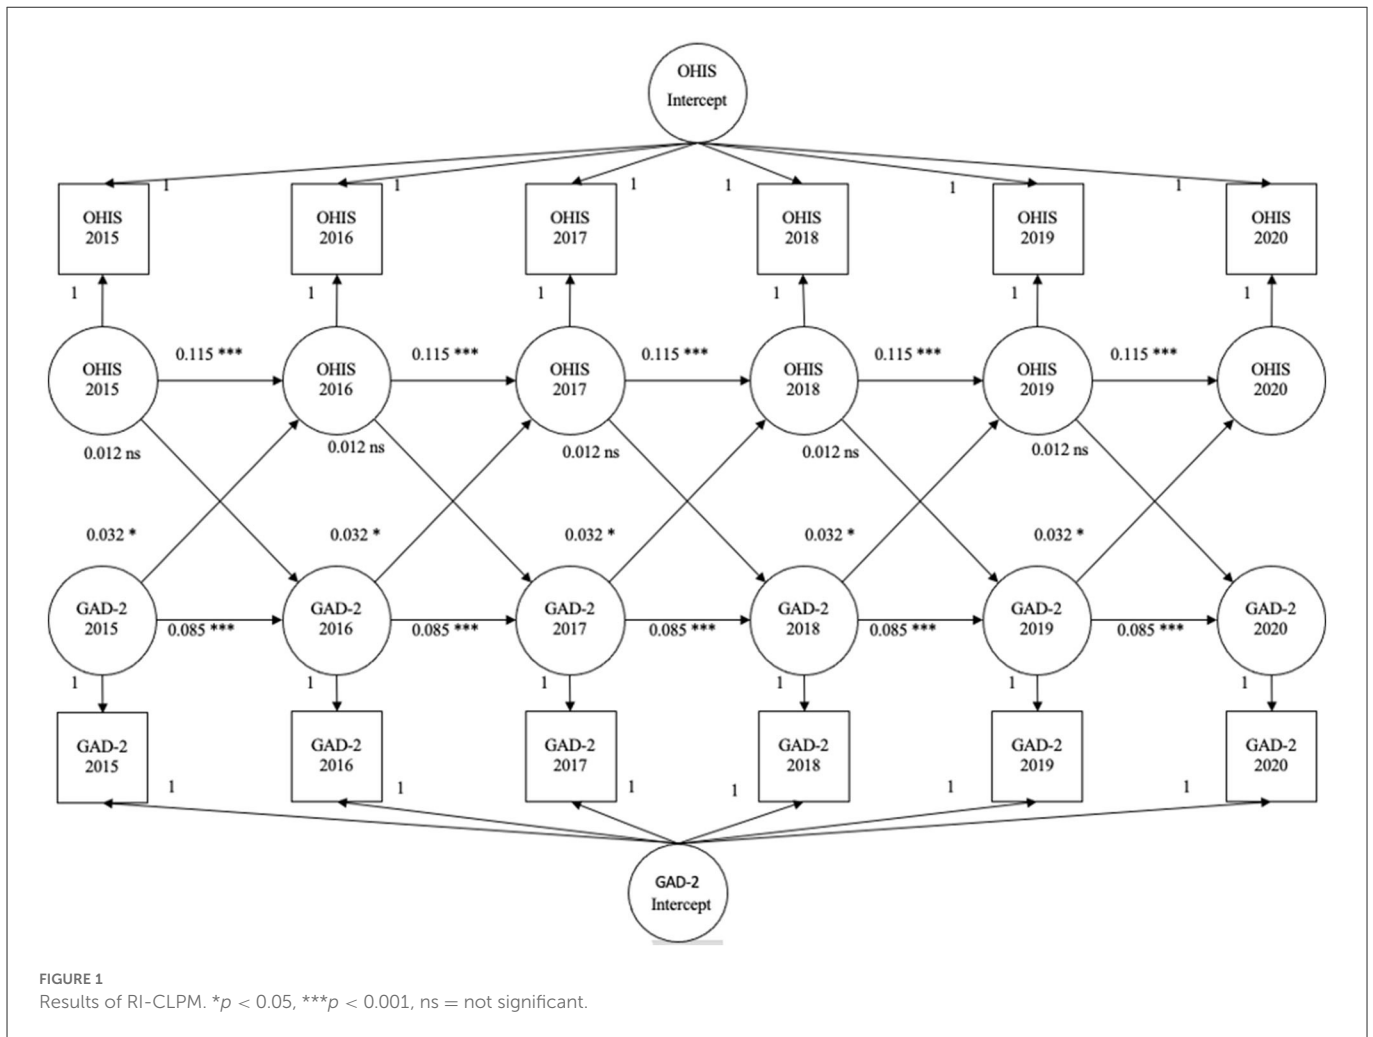 OHIS
Intercept
1 1 1 1 1 1
OHIS OHIS OHIS OHIS OHIS OHIS
2015 2016 2017 2018 2019 2020
1 1 1 1 1 1
0.115 *** 0.115 *** 0.115 *** 0.115 *** 0.115 ***
OHIS OHIS OHIS OHIS OHIS OHIS
2015 2016 2017 2018 2019 2020
0.012 ns 0.012 ns 0.012 ns 0.012 ns 0.012 ns
0.032 * 0.032 * 0.032 * 0.032 * 0.032 *
GAD-2 GAD-2 GAD-2 GAD-2 GAD-2 GAD-2
2015 2016 2017 2018 2019 2020
0.085 *** 0.085 *** 0.085 *** 0.085 *** 0.085 ***
1 1 1 1 1 1
GAD-2 GAD-2 GAD-2 GAD-2 GAD-2 GAD-2
2015 2016 2017 2018 2019 2020
1 1 1 1 1 1
GAD-2
Intercept
FIGURE 1
Results of RI-CLPM. *p < 0.05, ***p < 0.001, ns = not significant.